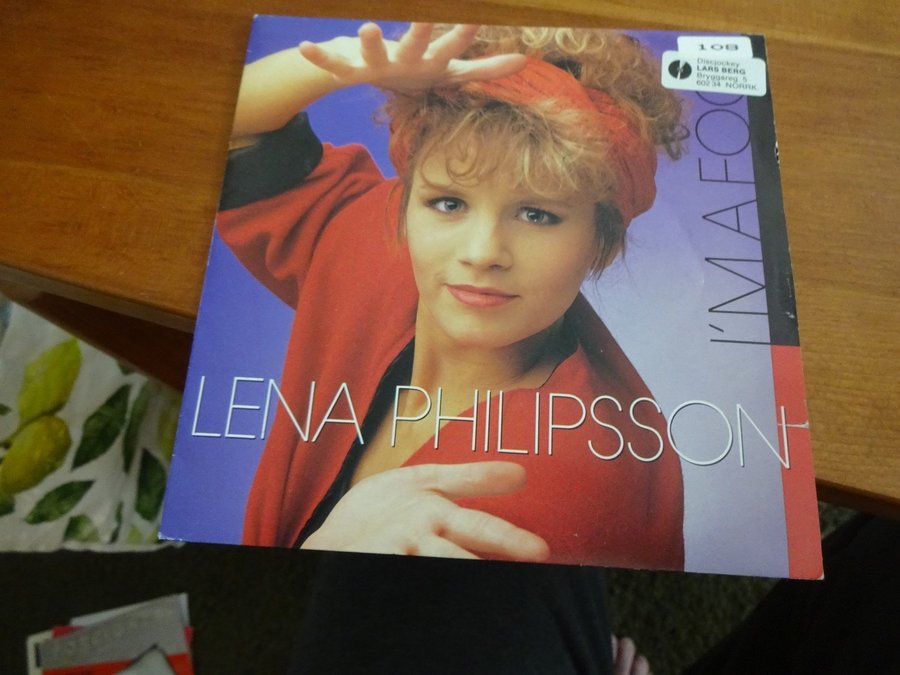 108
Discjockey
LARS BERG
Bryggareg. 5
602 34 NORRK.
I'M A FOO
LENA PHILIPSSON